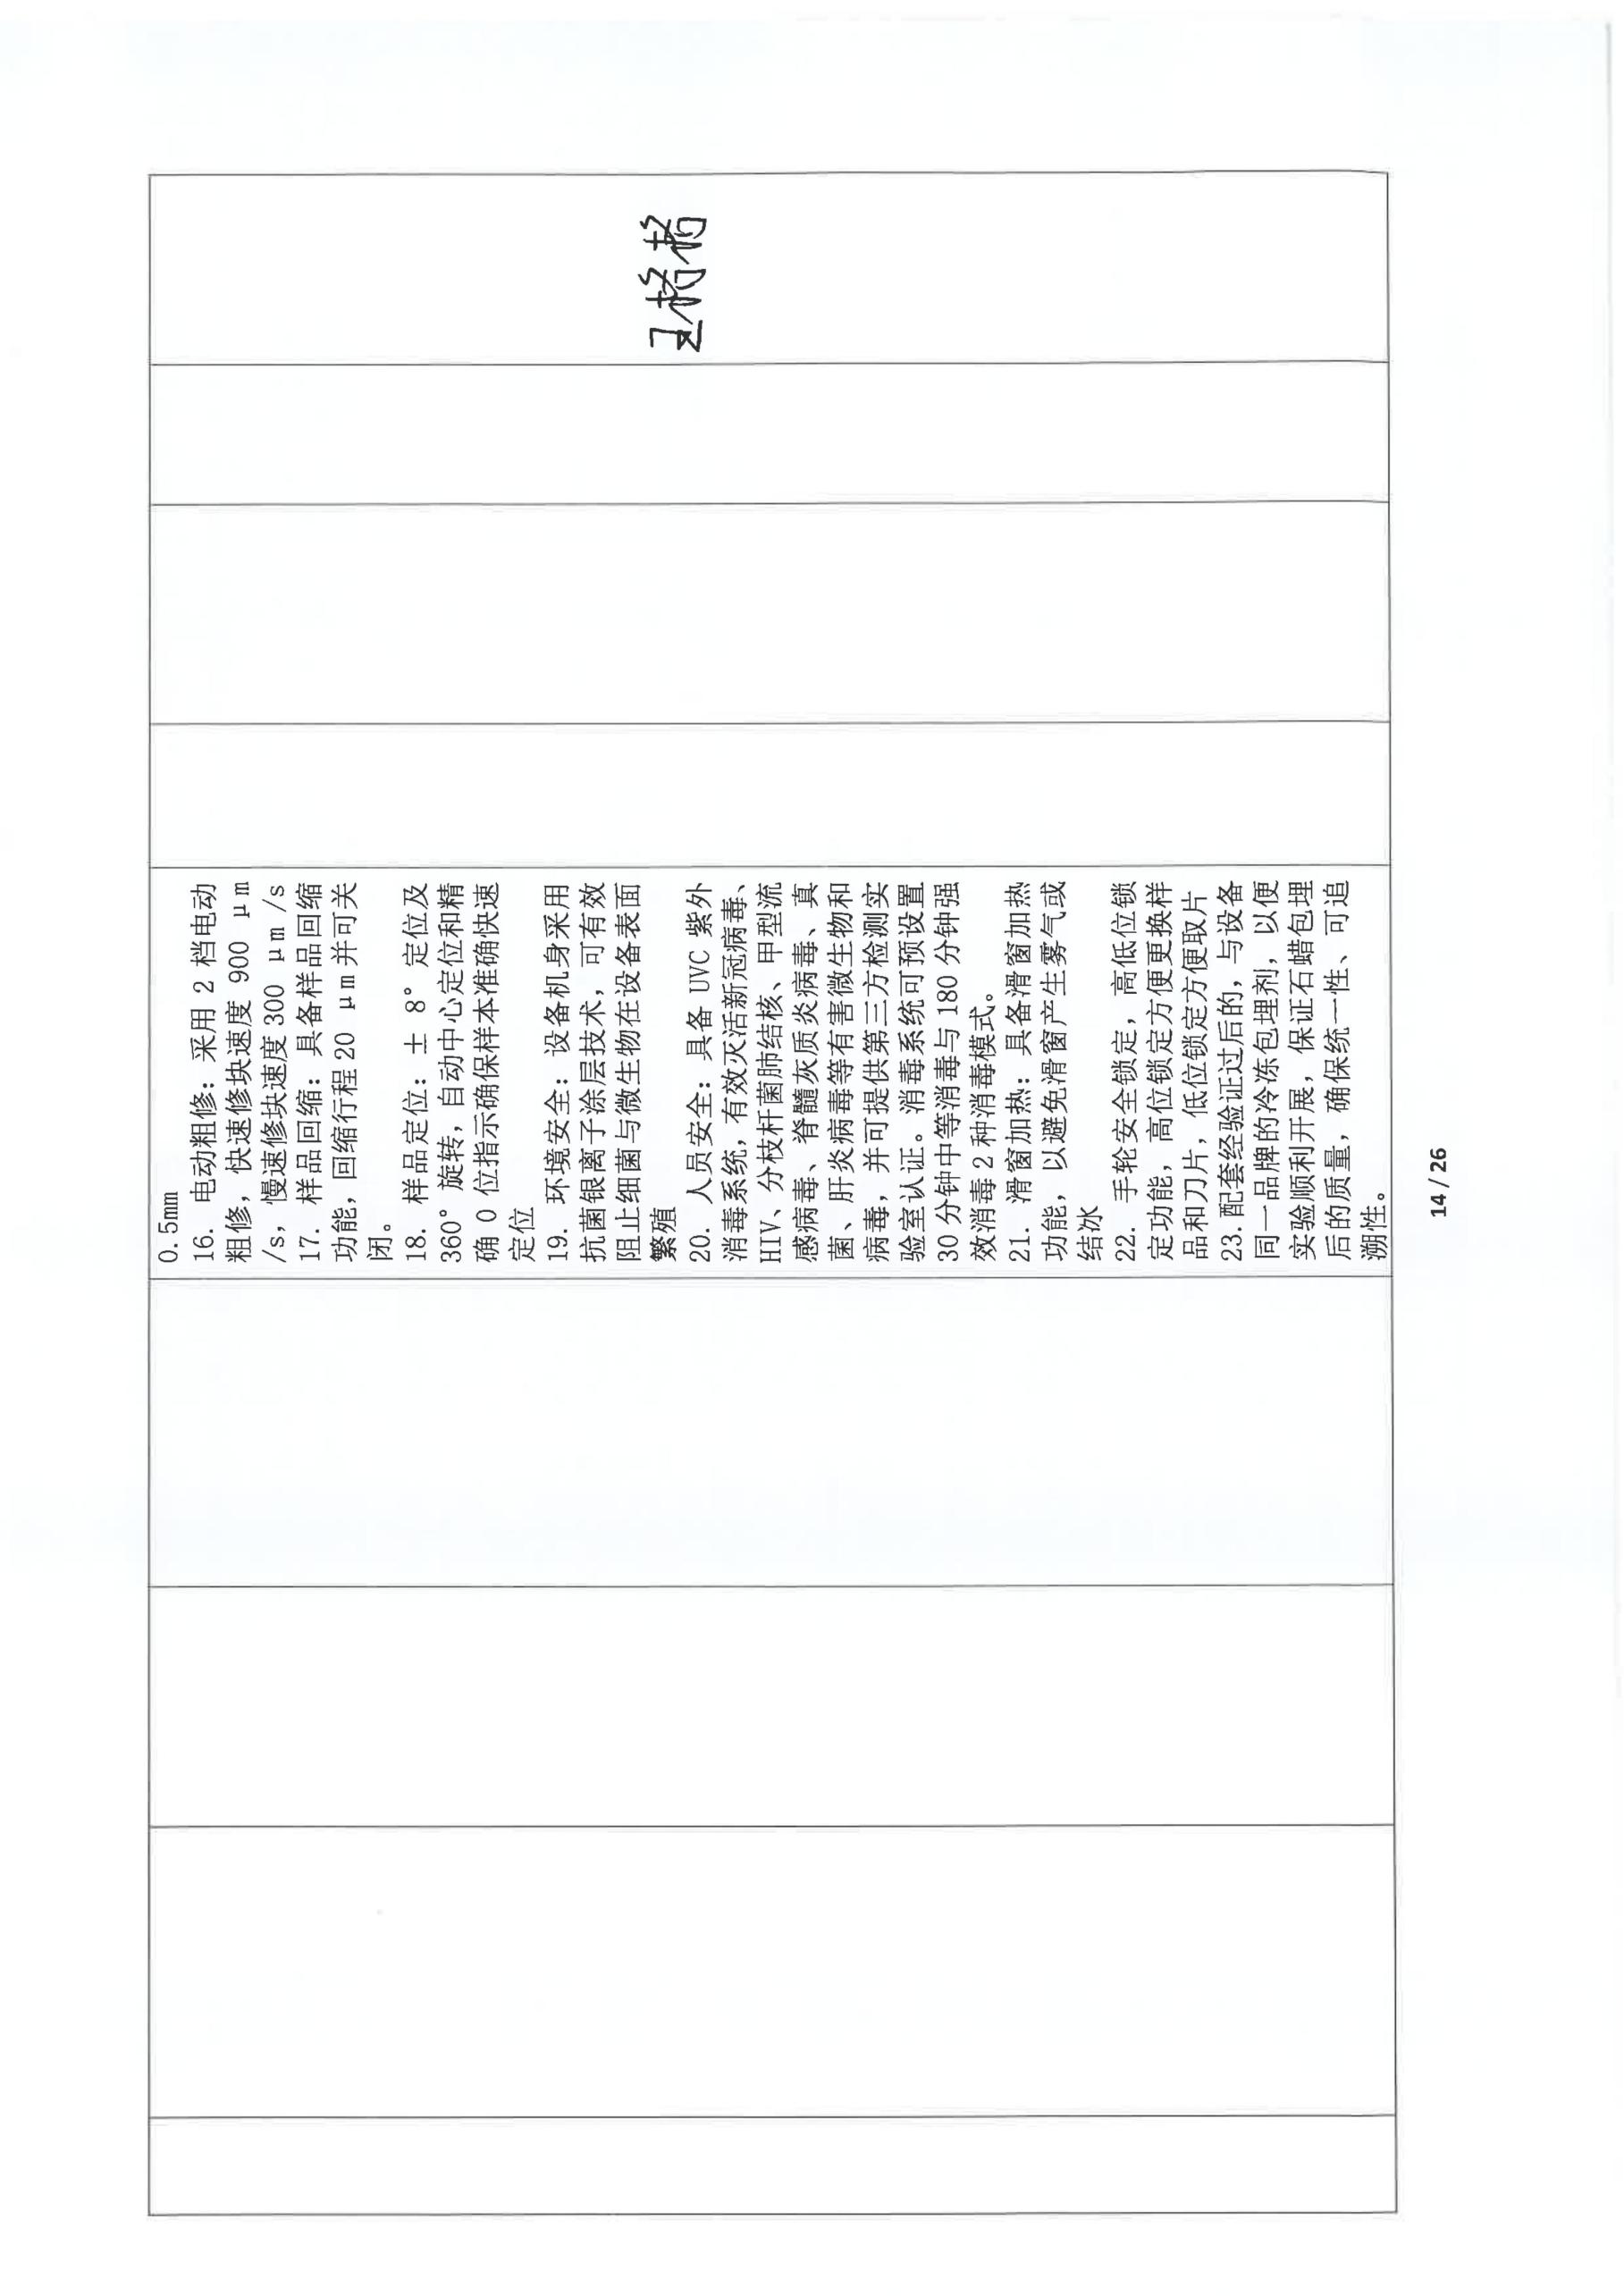 0.5mm
16. 电动粗修：采用 2 档电动
粗修，快速修块速度 900 μm
/s，慢速修块速度 300 μm /s
17. 样品回缩：具备样品回缩
功能，回缩行程 20 μm 并可关
闭。
18. 样品定位：± 8° 定位及
360° 旋转，自动中心定位和精
确 0 位指示确保样本准确快速
定位
19. 环境安全：设备机身采用
抗菌银离子涂层技术，可有效
阻止细菌与微生物在设备表面
繁殖
20. 人员安全：具备 UVC 紫外
消毒系统，有效灭活新冠病毒、
HIV、分枝杆菌肺结核、甲型流
感病毒、脊髓灰质炎病毒、真
菌、肝炎病毒等有害微生物和
病毒，并可提供第三方检测实
验室认证。消毒系统可预设置
30 分钟中等消毒与 180 分钟强
效消毒 2 种消毒模式。
21. 滑窗加热：具备滑窗加热
功能，以避免滑窗产生雾气或
结冰
22. 手轮安全锁定，高低位锁
定功能，高位锁定方便更换样
品和刀片，低位锁定方便取片
23.配套经验证过后的，与设备
同一品牌的冷冻包埋剂，以便
实验顺利开展，保证石蜡包埋
后的质量，确保统一性、可追
溯性。
王格格
14 / 26